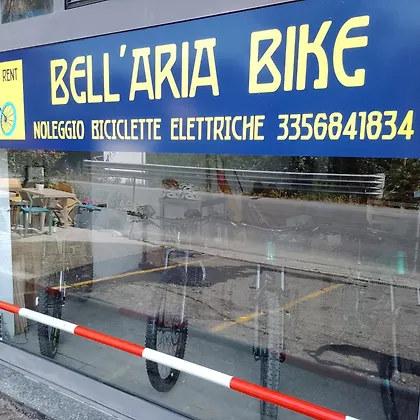 RENT
BELL'ARIA BIKE
NOLEGGIO BICICLETTE ELETTRICHE 3356841834